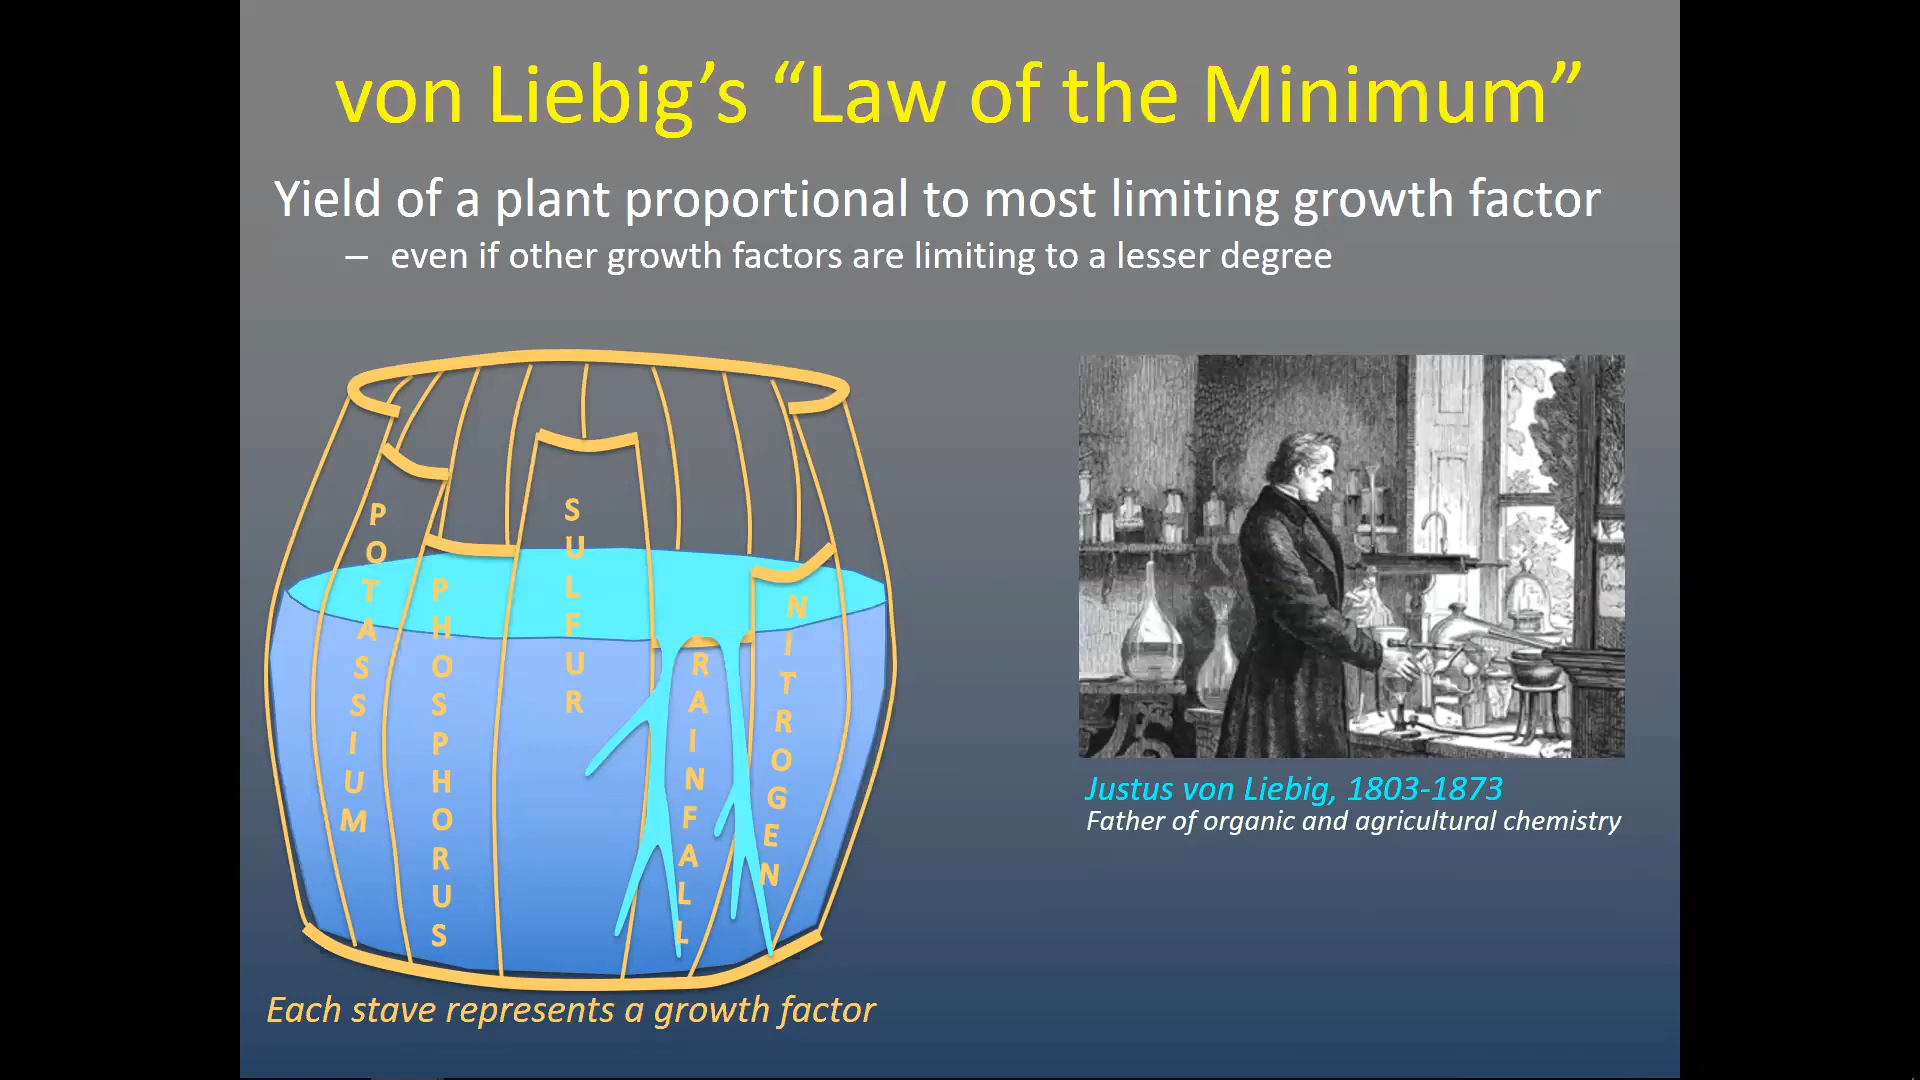 von Liebig’s “Law of the Minimum”
Yield of a plant proportional to most limiting growth factor
– even if other growth factors are limiting to a lesser degree
POTASSIUM
PHOSPHORUS
SULFUR
RAINFALL
NITROGEN
Justus von Liebig, 1803-1873
Father of organic and agricultural chemistry
Each stave represents a growth factor